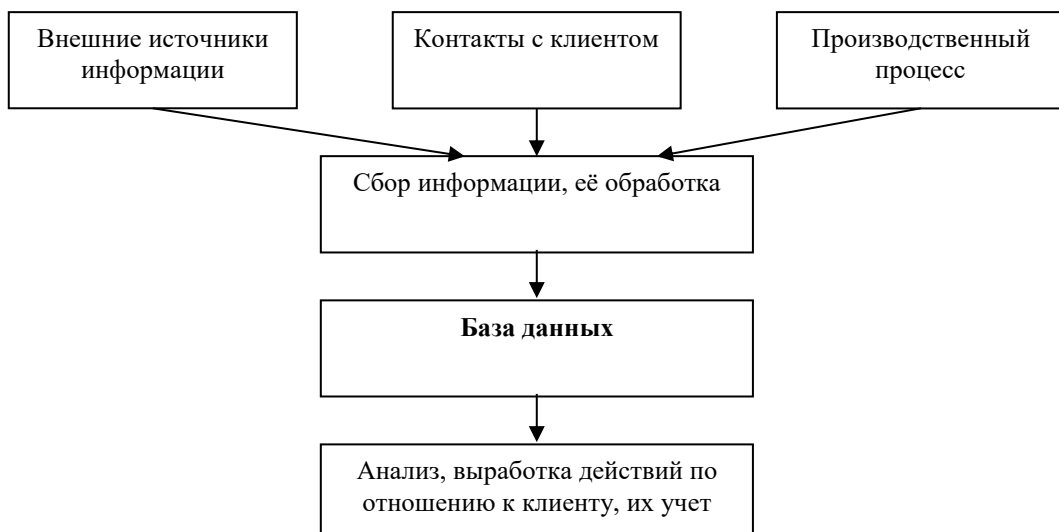 Внешние источники
информации
Контакты с клиентом
Производственный
процесс
Сбор информации, её обработка
База данных
Анализ, выработка действий по
отношению к клиенту, их учет